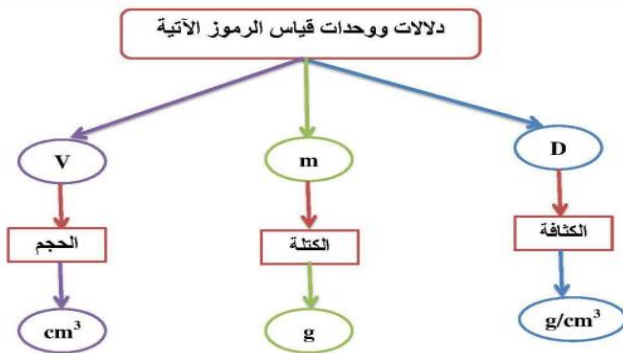 دلالات ووحدات قياس الرموز الآتية
D
m
V
الكثافة
الكتلة
الحجم
g/cm³
g
cm³